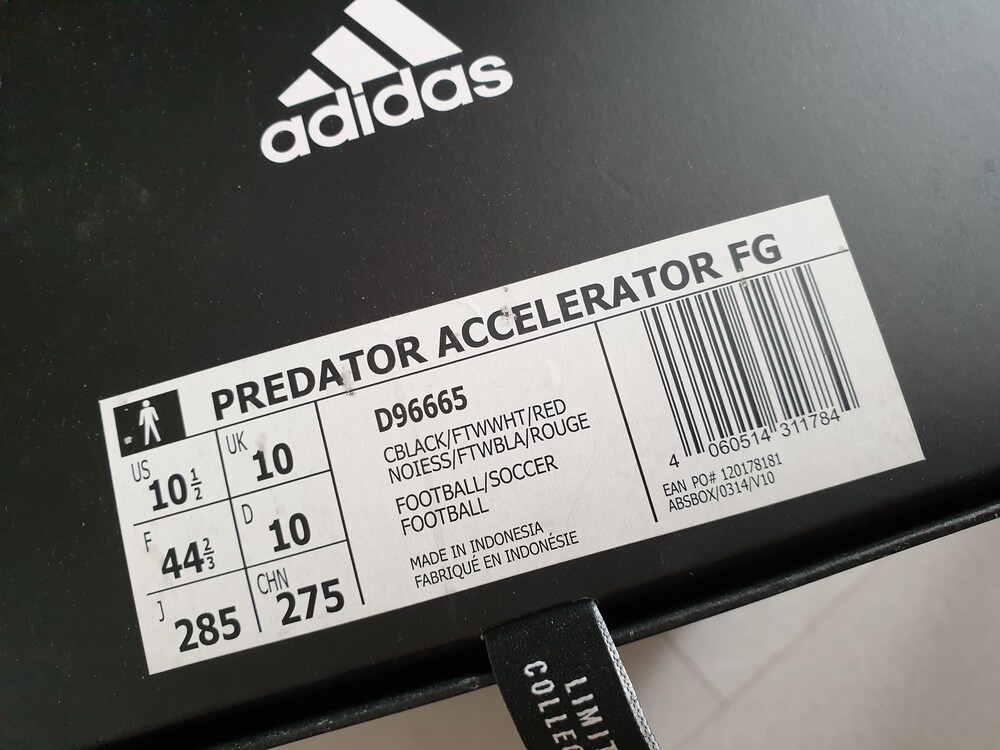 adidas
PREDATOR ACCELERATOR FG
US 10 1/2
UK 10
F 44 2/3
D 10
J 285
CHN 275
D96665
CBLACK/FTWWHT/RED
NOIESS/FTWBLA/ROUGE
FOOTBALL/SOCCER
FOOTBALL
MADE IN INDONESIA
FABRIQUÉ EN INDONÉSIE
4 060514 311784
EAN PO# 120178181
ABSBOX/0314/V10